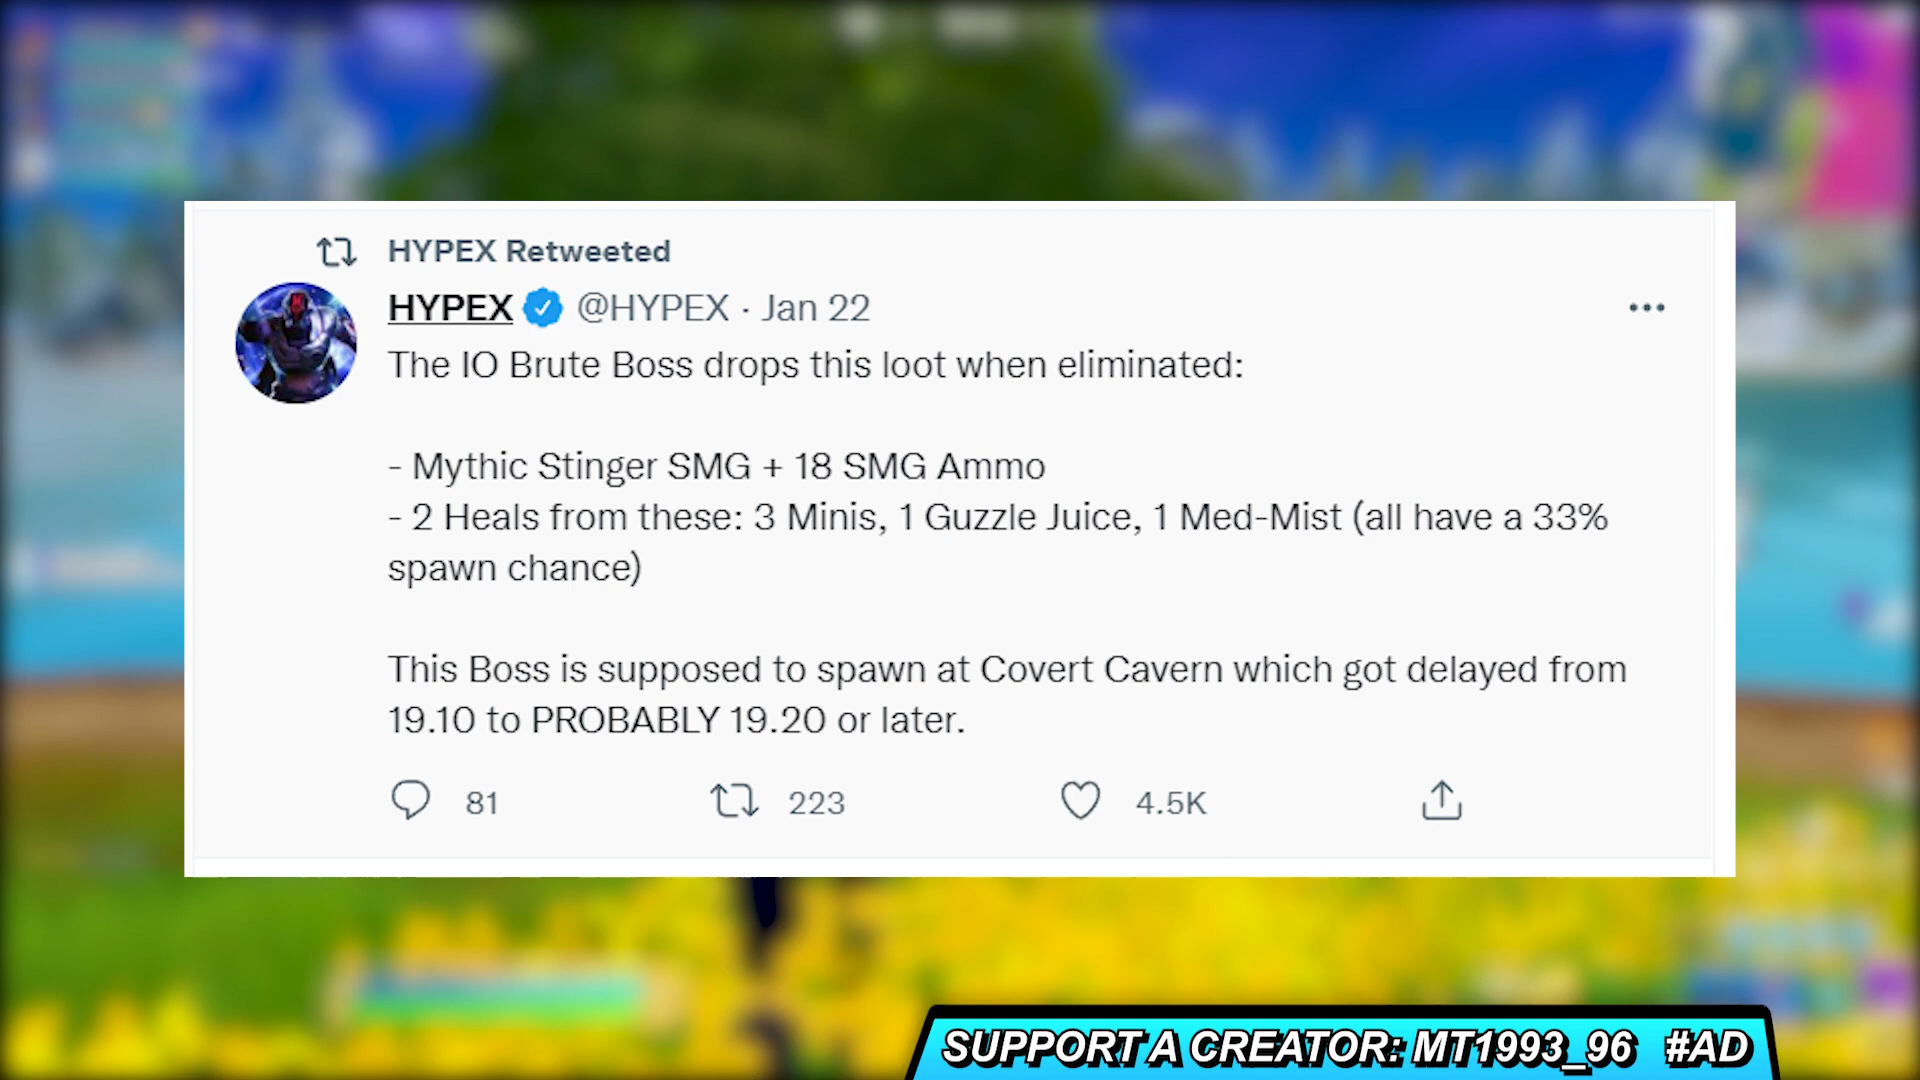 HYPEX Retweeted
HYPEX @HYPEX · Jan 22
The IO Brute Boss drops this loot when eliminated:
- Mythic Stinger SMG + 18 SMG Ammo
- 2 Heals from these: 3 Minis, 1 Guzzle Juice, 1 Med-Mist (all have a 33%
spawn chance)
This Boss is supposed to spawn at Covert Cavern which got delayed from
19.10 to PROBABLY 19.20 or later.
81 223 4.5K
SUPPORT A CREATOR: MT1993_96 #AD